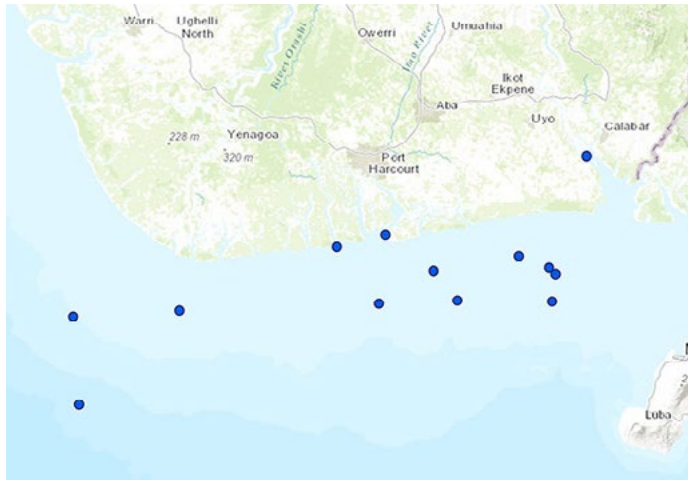 Warri
Ughelli
North
River Orashi
Owerri
Imo River
Umuahia
Ikot
Ekpene
Aba
Uyo
Calabar
228 m
Yenagoa
320 m
Port
Harcourt
Luba